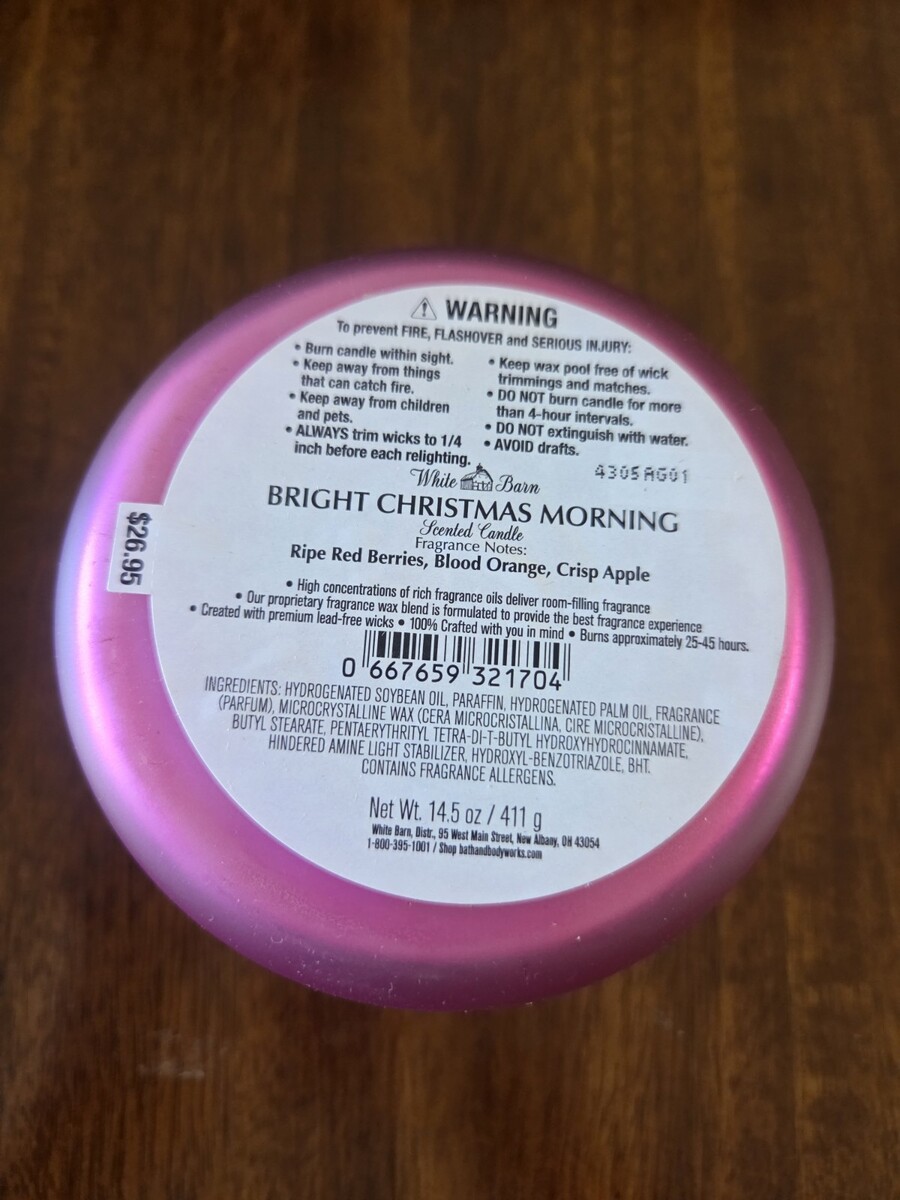 WARNING
To prevent FIRE, FLASHOVER and SERIOUS INJURY:
• Burn candle within sight.
• Keep away from things
that can catch fire.
• Keep away from children
and pets.
• ALWAYS trim wicks to 1/4
inch before each relighting.
• Keep wax pool free of wick
trimmings and matches.
• DO NOT burn candle for more
than 4-hour intervals.
• DO NOT extinguish with water.
• AVOID drafts.
4305AG01
White Barn
BRIGHT CHRISTMAS MORNING
Scented Candle
Fragrance Notes:
Ripe Red Berries, Blood Orange, Crisp Apple
• High concentrations of rich fragrance oils deliver room-filling fragrance
• Our proprietary fragrance wax blend is formulated to provide the best fragrance experience
• Created with premium lead-free wicks • 100% Crafted with you in mind • Burns approximately 25-45 hours.
0 667659 321704
INGREDIENTS: HYDROGENATED SOYBEAN OIL, PARAFFIN, HYDROGENATED PALM OIL, FRAGRANCE
(PARFUM), MICROCRYSTALLINE WAX (CERA MICROCRISTALLINA, CIRE MICROCRISTALLINE),
BUTYL STEARATE, PENTAERYTHRITYL TETRA-DI-T-BUTYL HYDROXYHYDROCINNAMATE,
HINDERED AMINE LIGHT STABILIZER, HYDROXYL-BENZOTRIAZOLE, BHT.
CONTAINS FRAGRANCE ALLERGENS.
Net Wt. 14.5 oz / 411 g
White Barn, Distr., 95 West Main Street, New Albany, OH 43054
1-800-395-1001 / Shop bathandbodyworks.com
$26.95